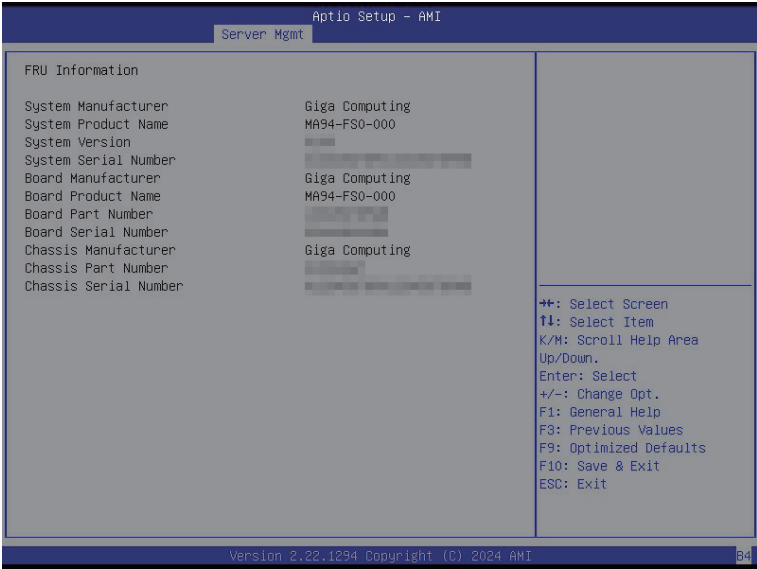 Aptio Setup – AMI
Server Mgmt
FRU Information
System Manufacturer Giga Computing
System Product Name MA94-FS0-000
System Version
System Serial Number
Board Manufacturer Giga Computing
Board Product Name MA94-FS0-000
Board Part Number
Board Serial Number
Chassis Manufacturer Giga Computing
Chassis Part Number
Chassis Serial Number
→←: Select Screen
↑↓: Select Item
K/M: Scroll Help Area
Up/Down.
Enter: Select
+/-: Change Opt.
F1: General Help
F3: Previous Values
F9: Optimized Defaults
F10: Save & Exit
ESC: Exit
Version 2.22.1294 Copyright (C) 2024 AMI
B4